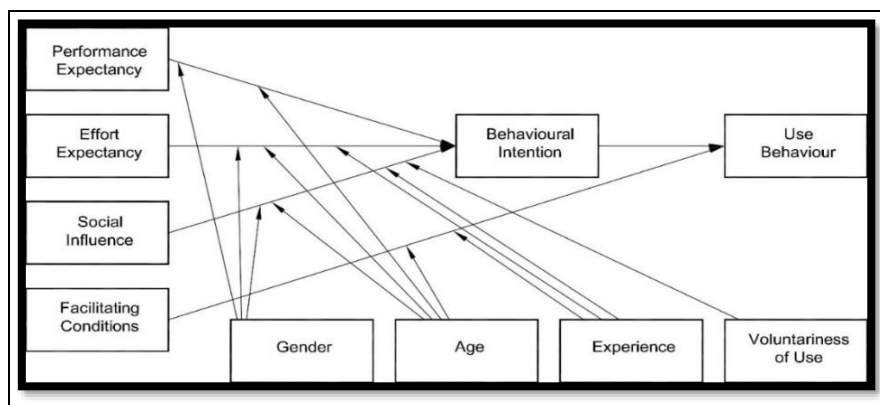 Performance
Expectancy
Effort
Expectancy
Behavioural
Intention
Use
Behaviour
Social
Influence
Facilitating
Conditions
Gender
Age
Experience
Voluntariness
of Use